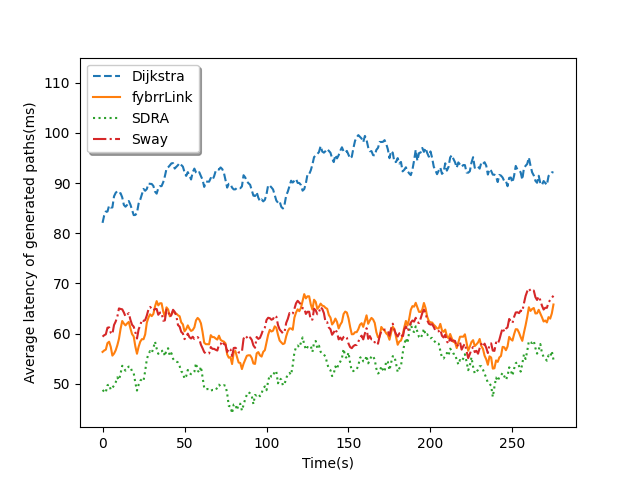 Dijkstra
fybrrLink
SDRA
Sway
110
100
90
80
70
60
50
Average latency of generated paths(ms)
0 50 100 150 200 250
Time(s)